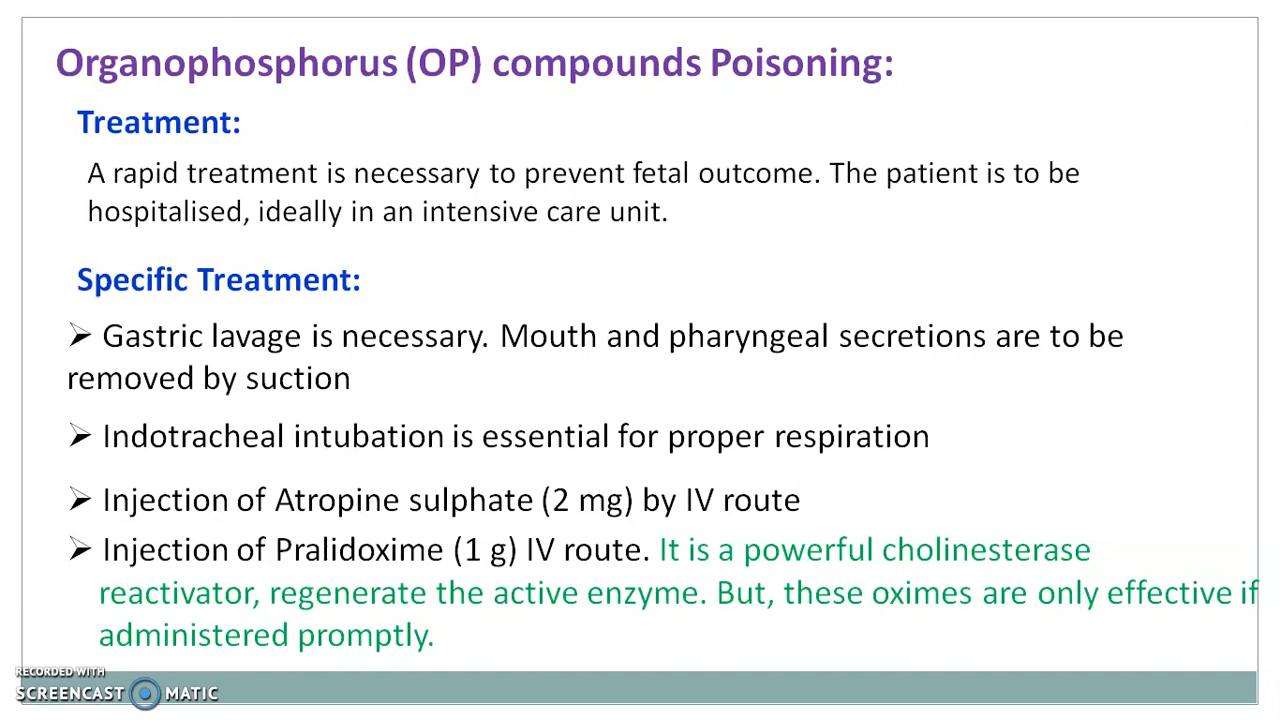 Organophosphorus (OP) compounds Poisoning:
Treatment:
A rapid treatment is necessary to prevent fetal outcome. The patient is to be
hospitalised, ideally in an intensive care unit.
Specific Treatment:
➢ Gastric lavage is necessary. Mouth and pharyngeal secretions are to be
removed by suction
➢ Indotracheal intubation is essential for proper respiration
➢ Injection of Atropine sulphate (2 mg) by IV route
➢ Injection of Pralidoxime (1 g) IV route. It is a powerful cholinesterase
reactivator, regenerate the active enzyme. But, these oximes are only effective if
administered promptly.
RECORDED WITH
SCREENCAST MATIC